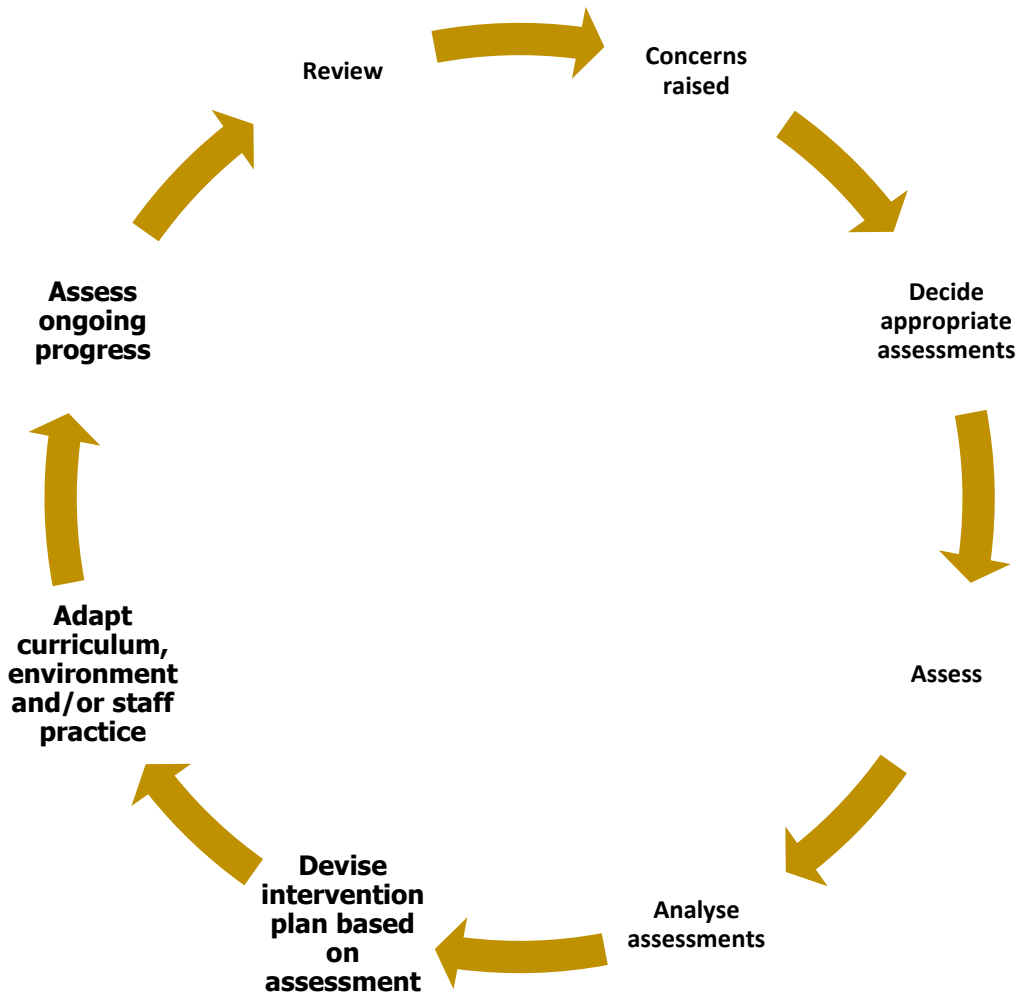 Review
Concerns
raised
Decide
appropriate
assessments
Assess
Analyse
assessments
Devise
intervention
plan based
on
assessment
Adapt
curriculum,
environment
and/or staff
practice
Assess
ongoing
progress